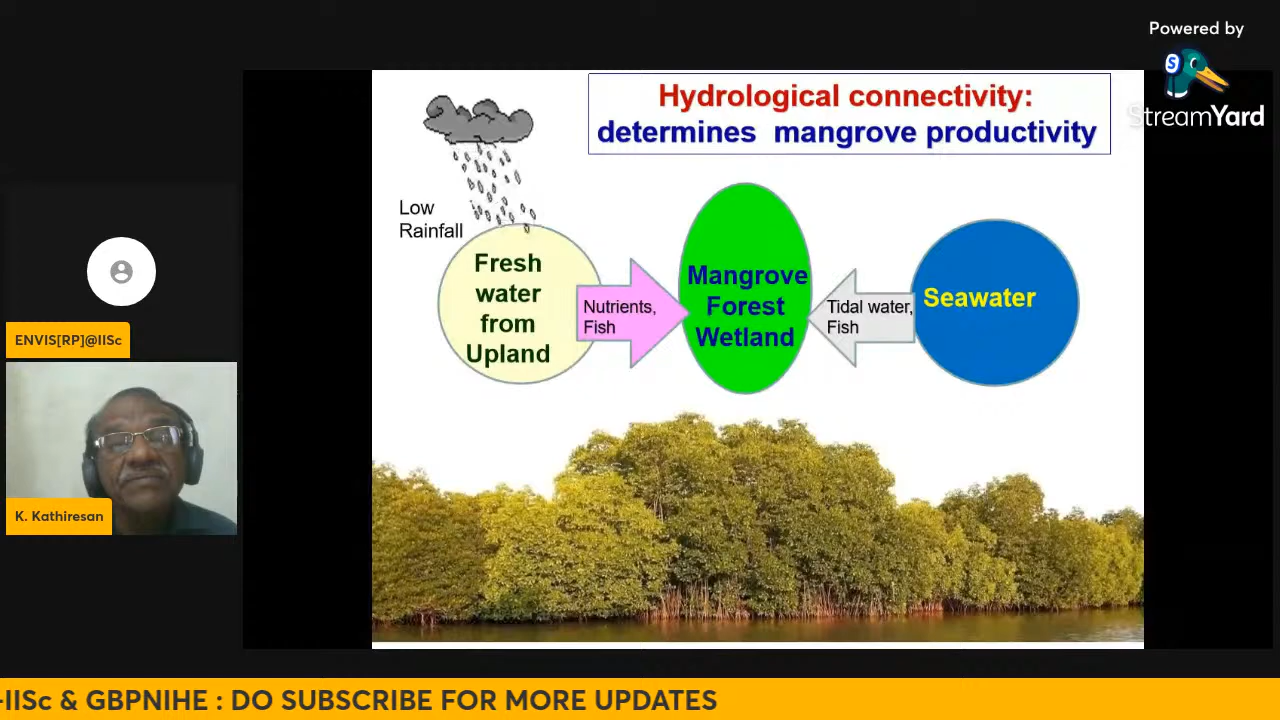 Powered by
StreamYard
Hydrological connectivity:
determines mangrove productivity
Low
Rainfall
Fresh
water
from
Upland
Nutrients,
Fish
Mangrove
Forest
Wetland
Tidal water,
Fish
Seawater
ENVIS[RP]@IISc
K. Kathiresan
-IISc & GBPNIHE : DO SUBSCRIBE FOR MORE UPDATES